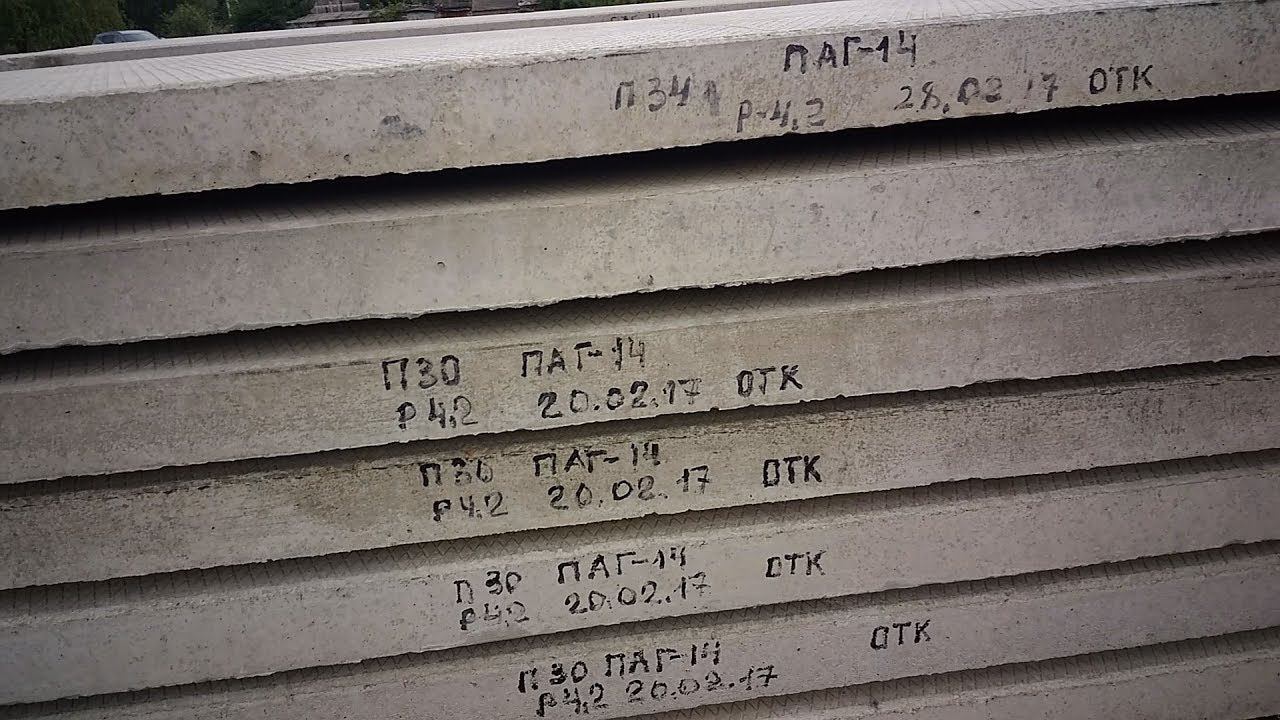 ПАГ-14
П34
Р-4.2 28.02.17 ОТК
П30 ПАГ-14
Р4.2 20.02.17 ОТК
П30 ПАГ-14
Р4.2 20.02.17 ОТК
П30 ПАГ-14
Р4.2 20.02.17 ОТК
П30 ПАГ-14 ОТК
Р4.2 20.02.17